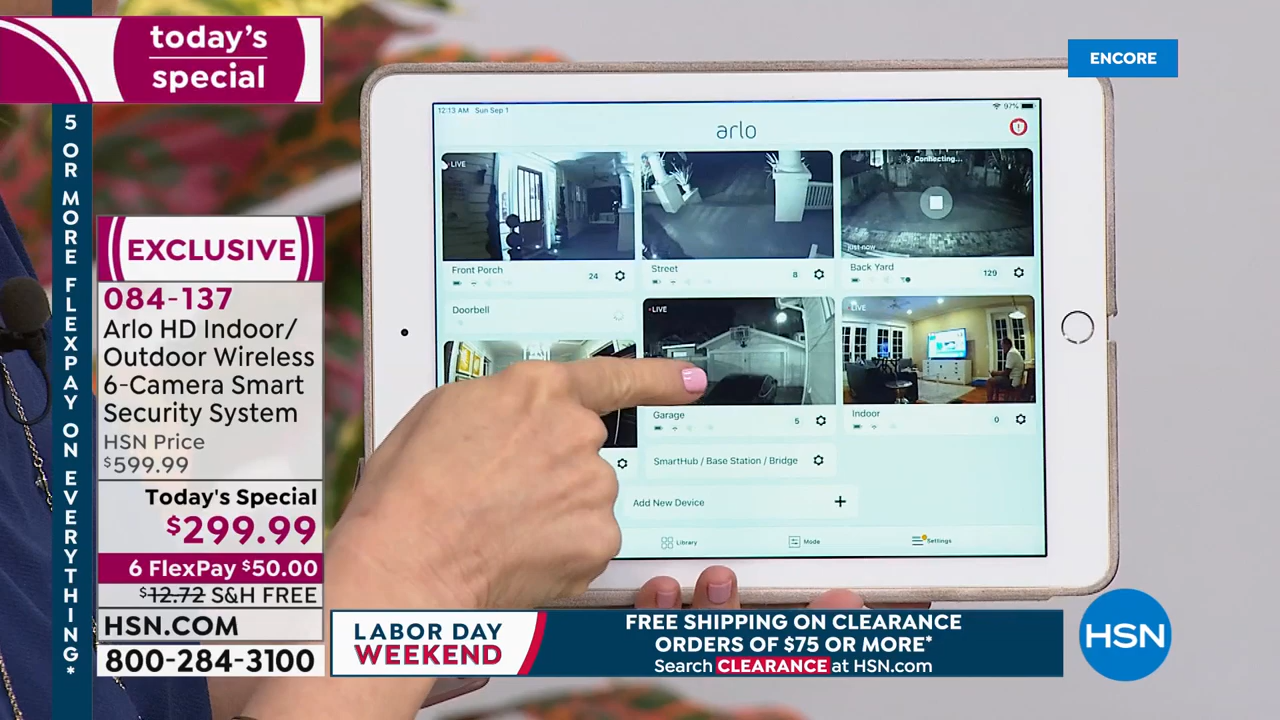 today's
special
ENCORE
5 OR MORE FLEXPAY ON EVERYTHING*
EXCLUSIVE
084-137
Arlo HD Indoor/
Outdoor Wireless
6-Camera Smart
Security System
HSN Price
$599.99
Today's Special
$299.99
6 FlexPay $50.00
$12.72 S&H FREE
HSN.COM
800-284-3100
12:13 AM Sun Sep 1
97%
arlo
LIVE
Connecting...
just now
Front Porch
24
Street
8
Back Yard
129
Doorbell
LIVE
LIVE
Garage
5
Indoor
0
SmartHub / Base Station / Bridge
Add New Device
+
Library
Mode
Settings
LABOR DAY
WEEKEND
FREE SHIPPING ON CLEARANCE
ORDERS OF $75 OR MORE*
Search CLEARANCE at HSN.com
HSN